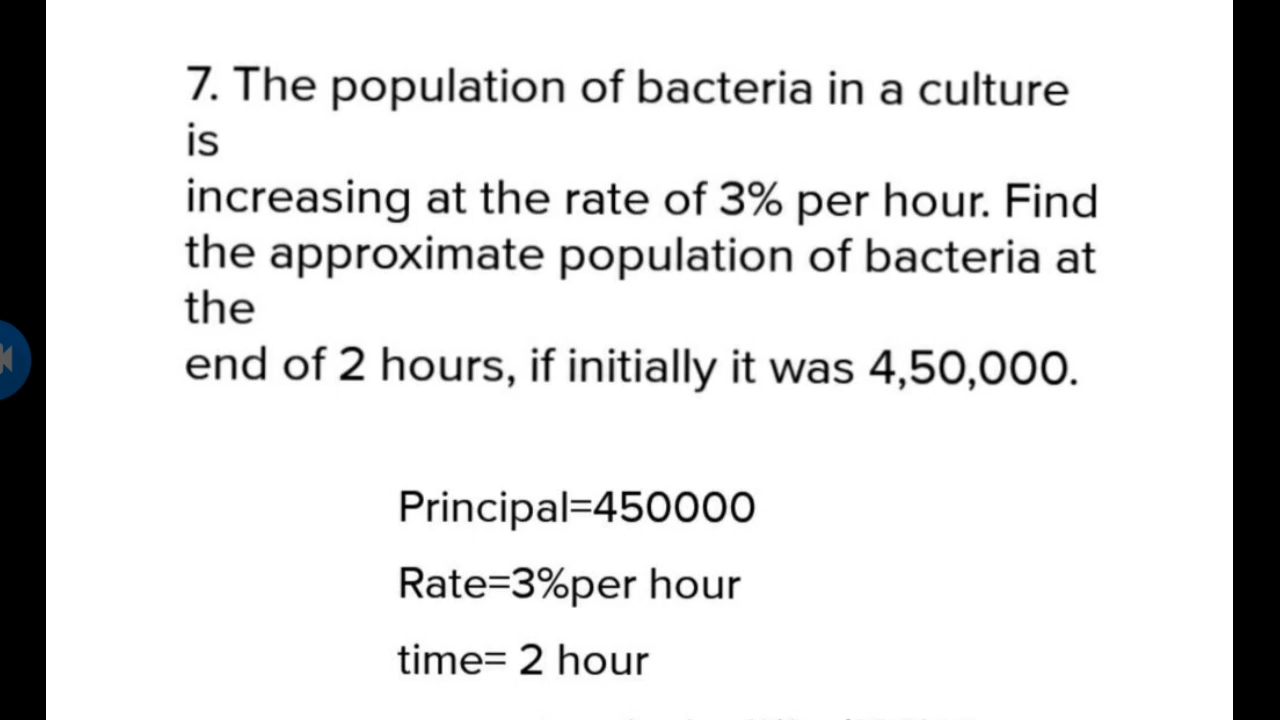 7. The population of bacteria in a culture
is
increasing at the rate of 3% per hour. Find
the approximate population of bacteria at
the
end of 2 hours, if initially it was 4,50,000.
Principal=450000
Rate=3%per hour
time= 2 hour